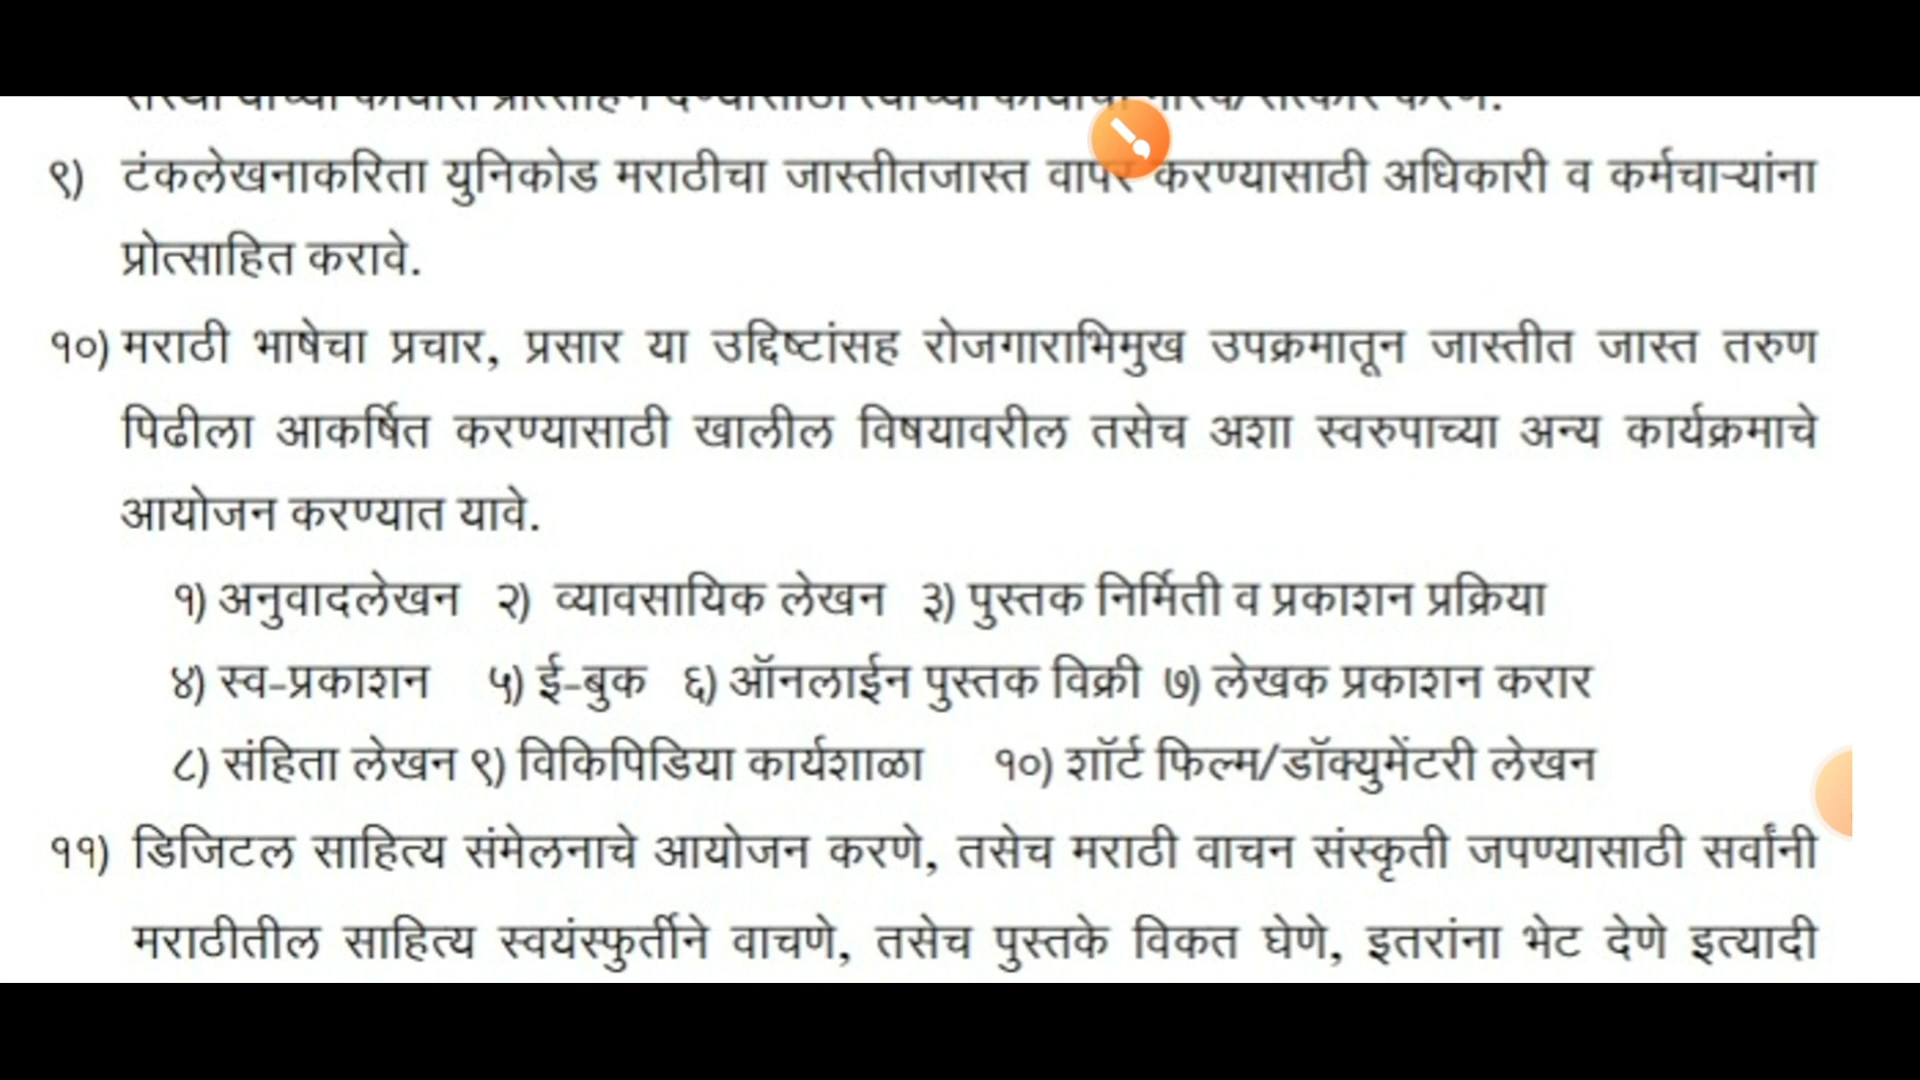 ९) टंकलेखनाकरिता युनिकोड मराठीचा जास्तीतजास्त वापर करण्यासाठी अधिकारी व कर्मचाऱ्यांना
प्रोत्साहित करावे.
१०) मराठी भाषेचा प्रचार, प्रसार या उद्दिष्टांसह रोजगाराभिमुख उपक्रमातून जास्तीत जास्त तरुण
पिढीला आकर्षित करण्यासाठी खालील विषयावरील तसेच अशा स्वरुपाच्या अन्य कार्यक्रमाचे
आयोजन करण्यात यावे.
१) अनुवादलेखन २) व्यावसायिक लेखन ३) पुस्तक निर्मिती व प्रकाशन प्रक्रिया
४) स्व-प्रकाशन ५) ई-बुक ६) ऑनलाईन पुस्तक विक्री ७) लेखक प्रकाशन करार
८) संहिता लेखन ९) विकिपिडिया कार्यशाळा १०) शॉर्ट फिल्म/डॉक्युमेंटरी लेखन
११) डिजिटल साहित्य संमेलनाचे आयोजन करणे, तसेच मराठी वाचन संस्कृती जपण्यासाठी सर्वांनी
मराठीतील साहित्य स्वयंस्फुर्तीने वाचणे, तसेच पुस्तके विकत घेणे, इतरांना भेट देणे इत्यादी